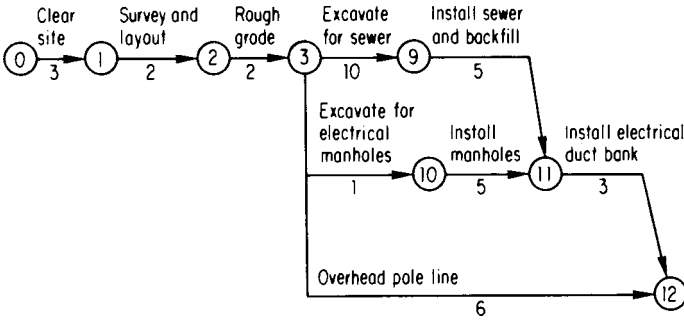 Clear
site
Survey and
layout
Rough
grode
Excavate
for sewer
Install sewer
and backfill
0
3
1
2
2
2
3
10
9
5
Excavate for
electrical
manholes
Install
manholes
Install electrical
duct bank
1
10
5
11
3
Overhead pole line
6
12